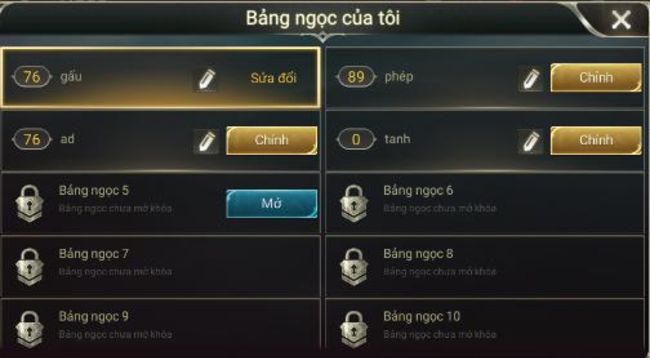 Bảng ngọc của tôi
76 gấu Sửa đổi
89 phép Chỉnh
76 ad Chỉnh
0 tanh Chỉnh
Bảng ngọc 5
Bảng ngọc chưa mở khóa
Mở
Bảng ngọc 6
Bảng ngọc chưa mở khóa
Bảng ngọc 7
Bảng ngọc chưa mở khóa
Bảng ngọc 8
Bảng ngọc chưa mở khóa
Bảng ngọc 9
Bảng ngọc chưa mở khóa
Bảng ngọc 10
Bảng ngọc chưa mở khóa